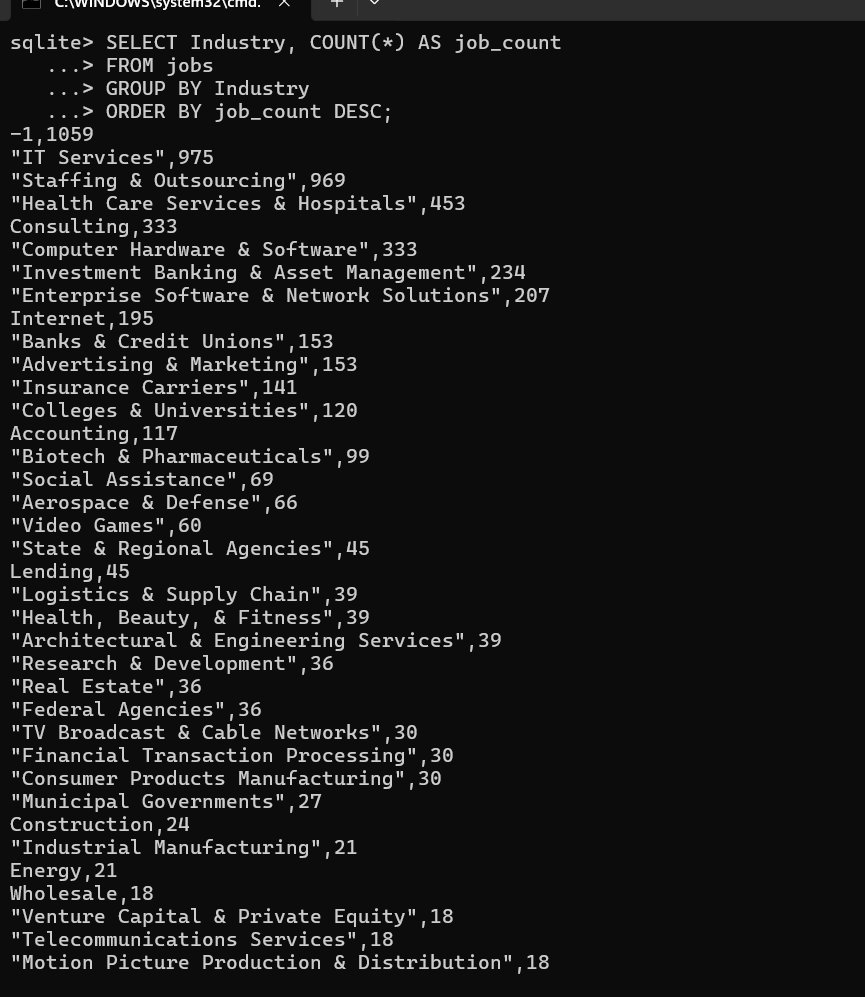 C:\WINDOWS\system32\cmd.
sqlite> SELECT Industry, COUNT(*) AS job_count
   ...> FROM jobs
   ...> GROUP BY Industry
   ...> ORDER BY job_count DESC;
-1,1059
"IT Services",975
"Staffing & Outsourcing",969
"Health Care Services & Hospitals",453
Consulting,333
"Computer Hardware & Software",333
"Investment Banking & Asset Management",234
"Enterprise Software & Network Solutions",207
Internet,195
"Banks & Credit Unions",153
"Advertising & Marketing",153
"Insurance Carriers",141
"Colleges & Universities",120
Accounting,117
"Biotech & Pharmaceuticals",99
"Social Assistance",69
"Aerospace & Defense",66
"Video Games",60
"State & Regional Agencies",45
Lending,45
"Logistics & Supply Chain",39
"Health, Beauty, & Fitness",39
"Architectural & Engineering Services",39
"Research & Development",36
"Real Estate",36
"Federal Agencies",36
"TV Broadcast & Cable Networks",30
"Financial Transaction Processing",30
"Consumer Products Manufacturing",30
"Municipal Governments",27
Construction,24
"Industrial Manufacturing",21
Energy,21
Wholesale,18
"Venture Capital & Private Equity",18
"Telecommunications Services",18
"Motion Picture Production & Distribution",18